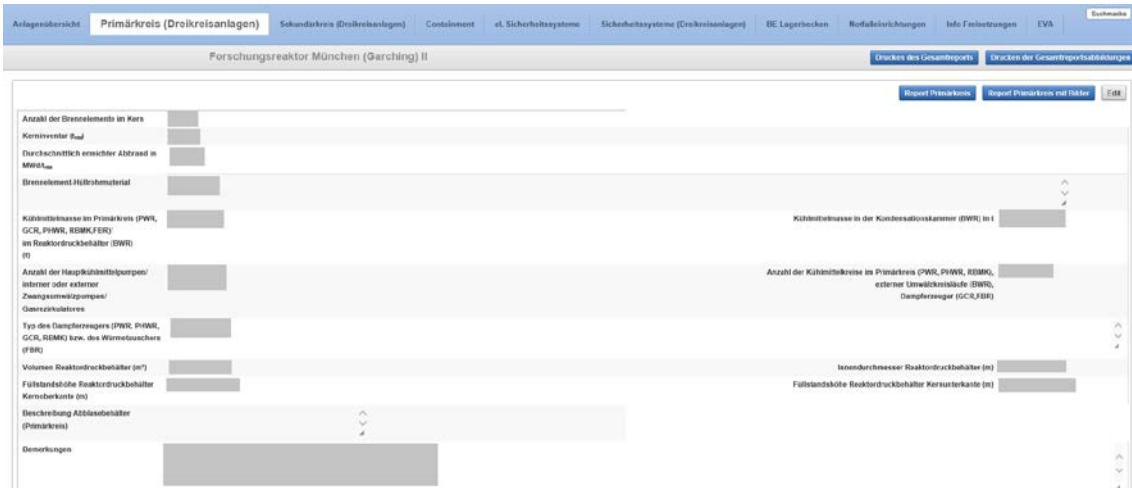 Suchmaske
Anlagenübersicht Primärkreis (Dreikreisanlagen) Sekundärkreis (Dreikreisanlagen) Containment el. Sicherheitssysteme Sicherheitssysteme (Dreikreisanlagen) BE Lagerbecken Notfalleinrichtungen Info Freisetzungen EVA
Forschungsreaktor München (Garching) II Drucken des Gesamtreports Drucken der Gesamtreportsabbildungen
Report Primärkreis Report Primärkreis mit Bilder Edit
Anzahl der Brennelemente im Kern
Kerninventar
Durchschnittlich erreichter Abbrand in
Brennelement-Hüllrohrmaterial
Kühlmittelmasse im Primärkreis (PWR, Kühlmittelmasse in der Kondensationskammer (BWR) in t
GCR, PHWR, RBMK,FBR)/
im Reaktordruckbehälter (BWR)
(t)
Anzahl der Hauptkühlmittelpumpen/ Anzahl der Kühlmittelkreise im Primärkreis (PWR, PHWR, RBMK),
interner oder externer externer Umwälzkreisläufe (BWR),
Zwangsumwälzpumpen/ Dampferzeuger (GCR,FBR)
Gasrezirkulatoren
Typ des Dampferzeugers (PWR, PHWR,
GCR, RBMK) bzw. des Wärmetauschers
(FBR)
Volumen Reaktordruckbehälter (m³) Innendurchmesser Reaktordruckbehälter (m)
Füllstandshöhe Reaktordruckbehälter Füllstandshöhe Reaktordruckbehälter Kernunterkante (m)
Kernoberkante (m)
Beschreibung Abblasebehälter
(Primärkreis)
Bemerkungen